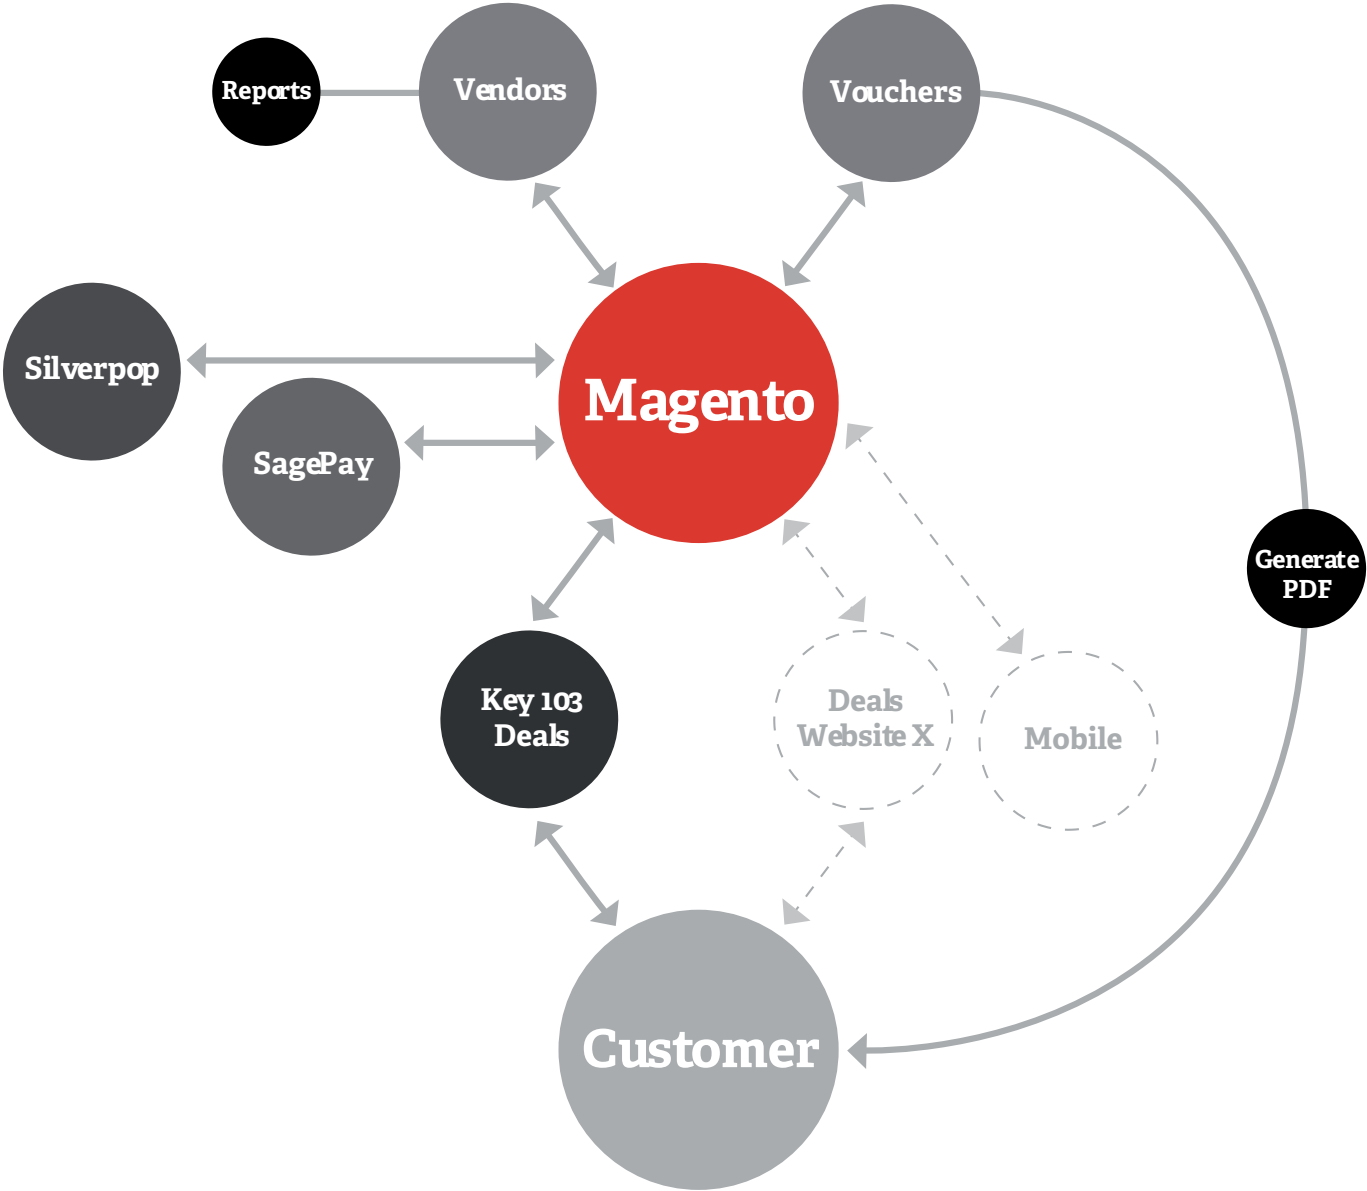 Reports
Vendors
Vouchers
Silverpop
SagePay
Magento
Generate
PDF
Key 103
Deals
Deals
Website X
Mobile
Customer